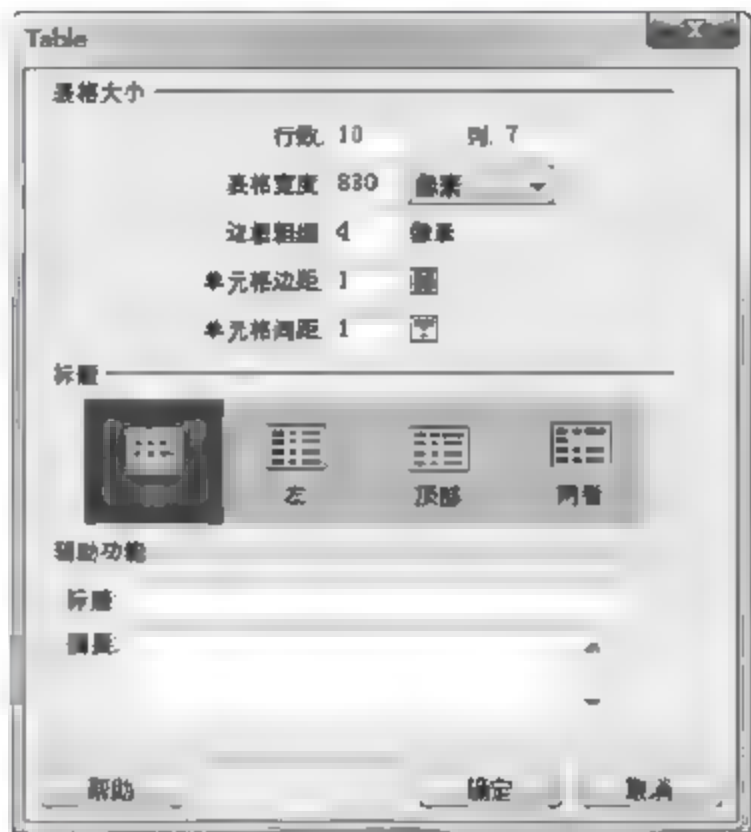 Table
表格大小
行数: 10 列: 7
表格宽度: 830 像素
边框粗细: 4 像素
单元格边距: 1
单元格间距: 1
标题
左 顶部 两者
辅助功能
标题:
摘要:
帮助 确定 取消